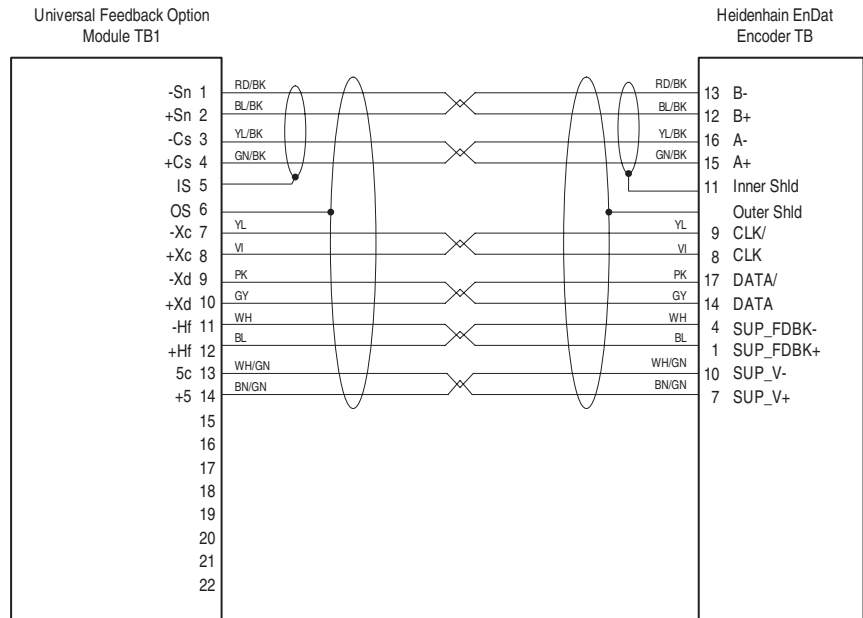 Universal Feedback Option
Module TB1
Heidenhain EnDat
Encoder TB
-Sn 1 RD/BK RD/BK 13 B-
+Sn 2 BL/BK BL/BK 12 B+
-Cs 3 YL/BK YL/BK 16 A-
+Cs 4 GN/BK GN/BK 15 A+
IS 5 11 Inner Shld
OS 6 Outer Shld
-Xc 7 YL YL 9 CLK/
+Xc 8 VI VI 8 CLK
-Xd 9 PK PK 17 DATA/
+Xd 10 GY GY 14 DATA
-Hf 11 WH WH 4 SUP_FDBK-
+Hf 12 BL BL 1 SUP_FDBK+
5c 13 WH/GN WH/GN 10 SUP_V-
+5 14 BN/GN BN/GN 7 SUP_V+
15
16
17
18
19
20
21
22